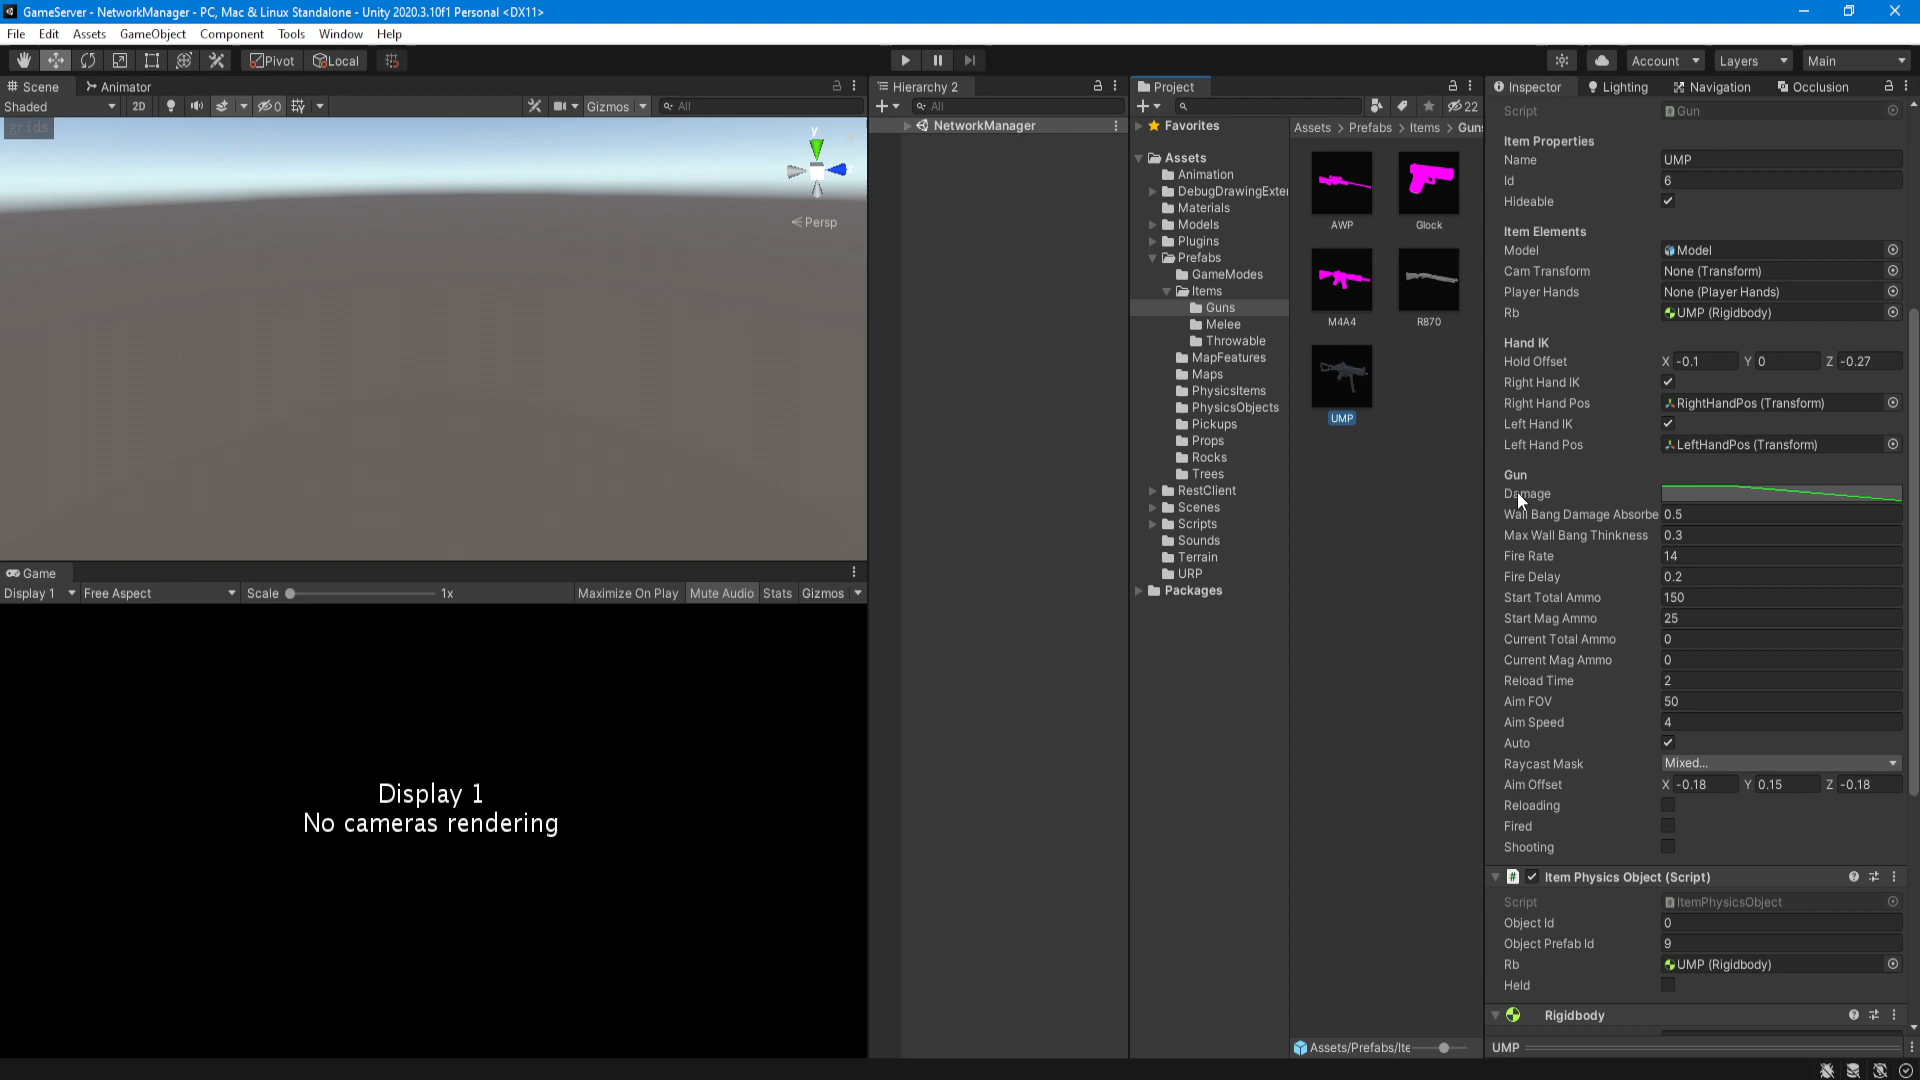 GameServer - NetworkManager - PC, Mac & Linux Standalone - Unity 2020.3.10f1 Personal <DX11>
File Edit Assets GameObject Component Tools Window Help
Pivot Local Account Layers Main
Scene Animator
Shaded 2D 0 Gizmos All
grids
y
Persp
Game
Display 1 Free Aspect Scale 1x Maximize On Play Mute Audio Stats Gizmos
Display 1
No cameras rendering
Hierarchy 2
All
NetworkManager
Project
22
Favorites
Assets
Animation
DebugDrawingExter
Materials
Models
Plugins
Prefabs
GameModes
Items
Guns
Melee
Throwable
MapFeatures
Maps
PhysicsItems
PhysicsObjects
Pickups
Props
Rocks
Trees
RestClient
Scenes
Scripts
Sounds
Terrain
URP
Packages
Assets > Prefabs > Items > Guns
AWP Glock
M4A4 R870
UMP
Assets/Prefabs/Ite
Inspector Lighting Navigation Occlusion
Script Gun
Item Properties
Name UMP
Id 6
Hideable
Item Elements
Model Model
Cam Transform None (Transform)
Player Hands None (Player Hands)
Rb UMP (Rigidbody)
Hand IK
Hold Offset X -0.1 Y 0 Z -0.27
Right Hand IK
Right Hand Pos RightHandPos (Transform)
Left Hand IK
Left Hand Pos LeftHandPos (Transform)
Gun
Damage
Wall Bang Damage Absorbe 0.5
Max Wall Bang Thinkness 0.3
Fire Rate 14
Fire Delay 0.2
Start Total Ammo 150
Start Mag Ammo 25
Current Total Ammo 0
Current Mag Ammo 0
Reload Time 2
Aim FOV 50
Aim Speed 4
Auto
Raycast Mask Mixed...
Aim Offset X -0.18 Y 0.15 Z -0.18
Reloading
Fired
Shooting
Item Physics Object (Script)
Script ItemPhysicsObject
Object Id 0
Object Prefab Id 9
Rb UMP (Rigidbody)
Held
Rigidbody
UMP